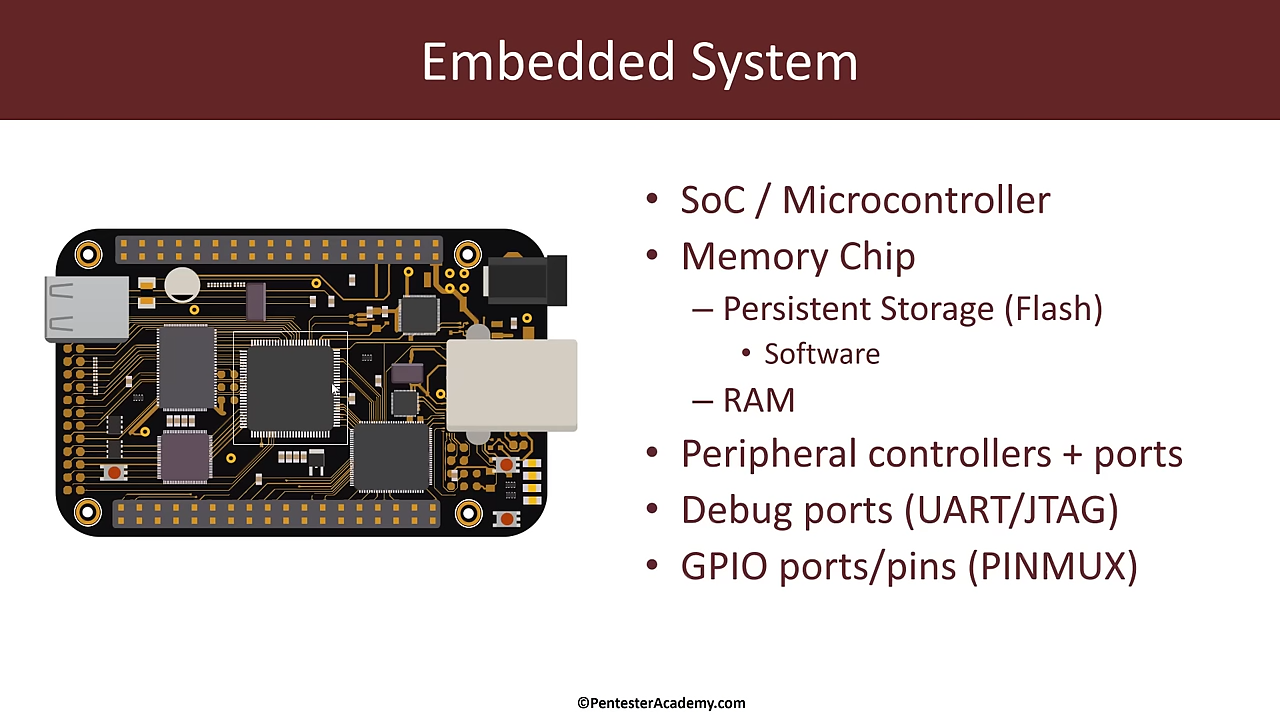 Embedded System
• SoC / Microcontroller
• Memory Chip
– Persistent Storage (Flash)
• Software
– RAM
• Peripheral controllers + ports
• Debug ports (UART/JTAG)
• GPIO ports/pins (PINMUX)
©PentesterAcademy.com